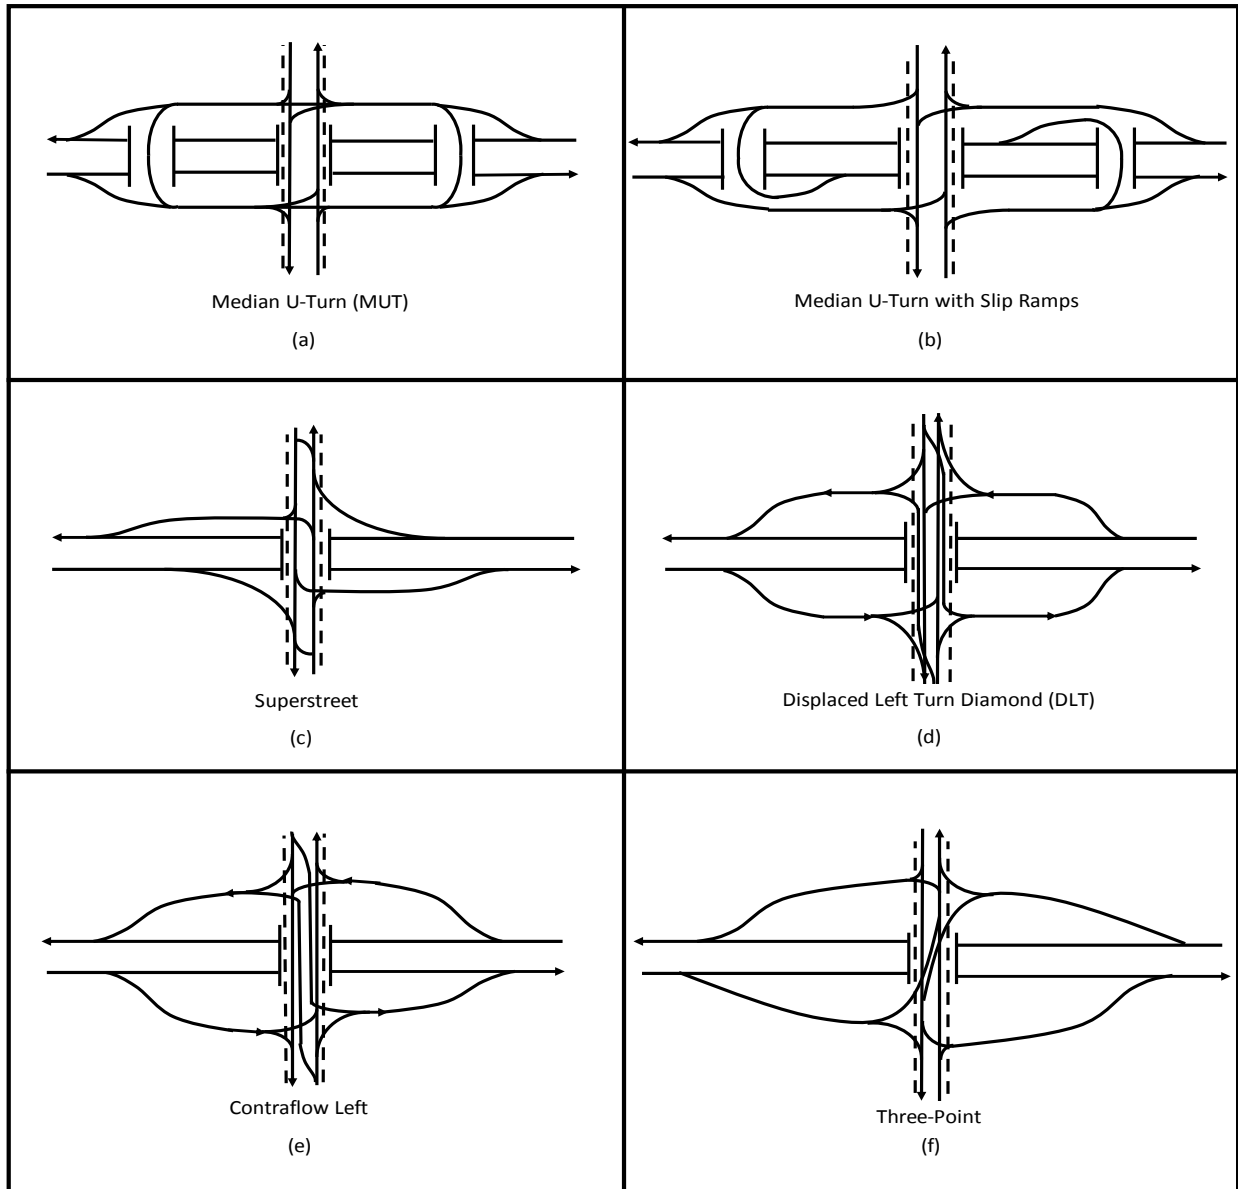 Median U-Turn (MUT)
(a)
Median U-Turn with Slip Ramps
(b)
Superstreet
(c)
Displaced Left Turn Diamond (DLT)
(d)
Contraflow Left
(e)
Three-Point
(f)